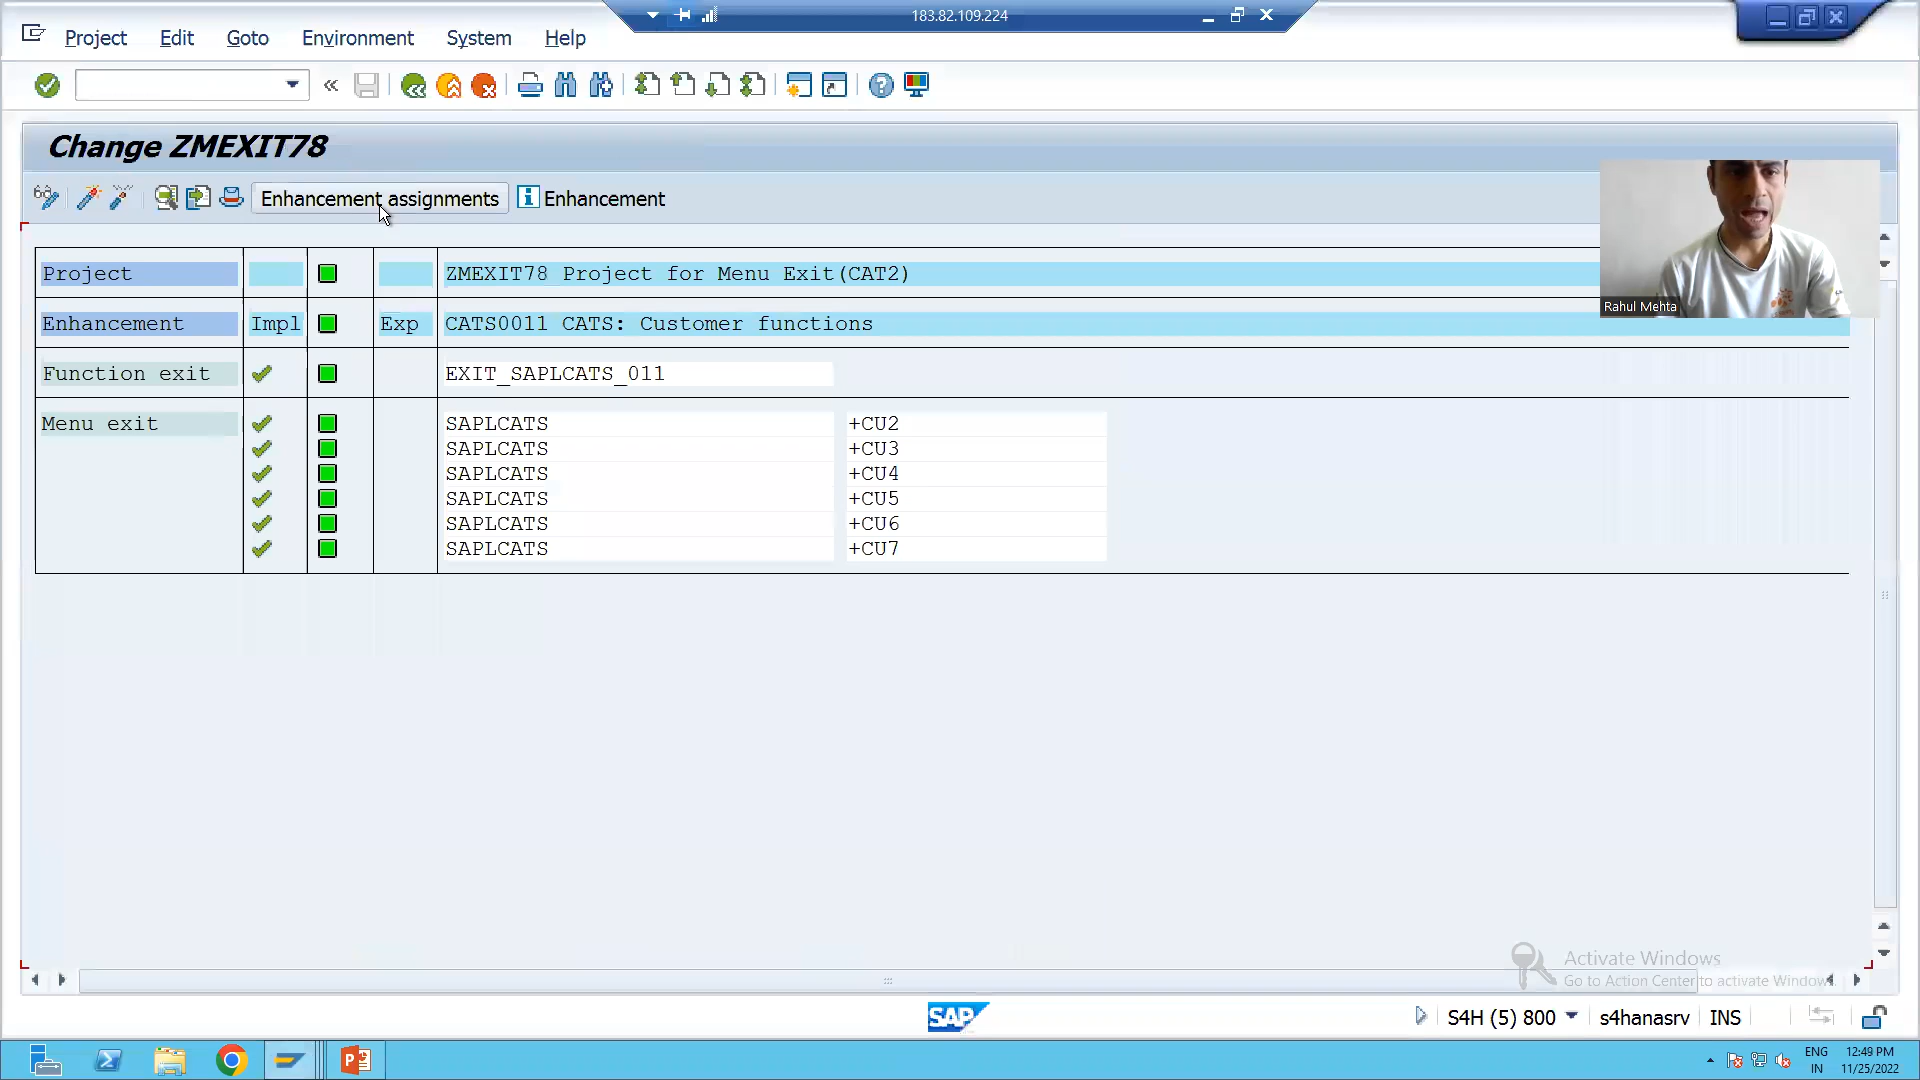 183.82.109.224
Project Edit Goto Environment System Help
Change ZMEXIT78
Enhancement assignments Enhancement
Project ZMEXIT78 Project for Menu Exit(CAT2)
Rahul Mehta
Enhancement Impl Exp CATS0011 CATS: Customer functions
Function exit EXIT_SAPLCATS_011
Menu exit SAPLCATS +CU2
SAPLCATS +CU3
SAPLCATS +CU4
SAPLCATS +CU5
SAPLCATS +CU6
SAPLCATS +CU7
Activate Windows
Go to Action Center to activate Windows.
SAP S4H (5) 800 s4hanasrv INS
ENG 12:49 PM
IN 11/25/2022